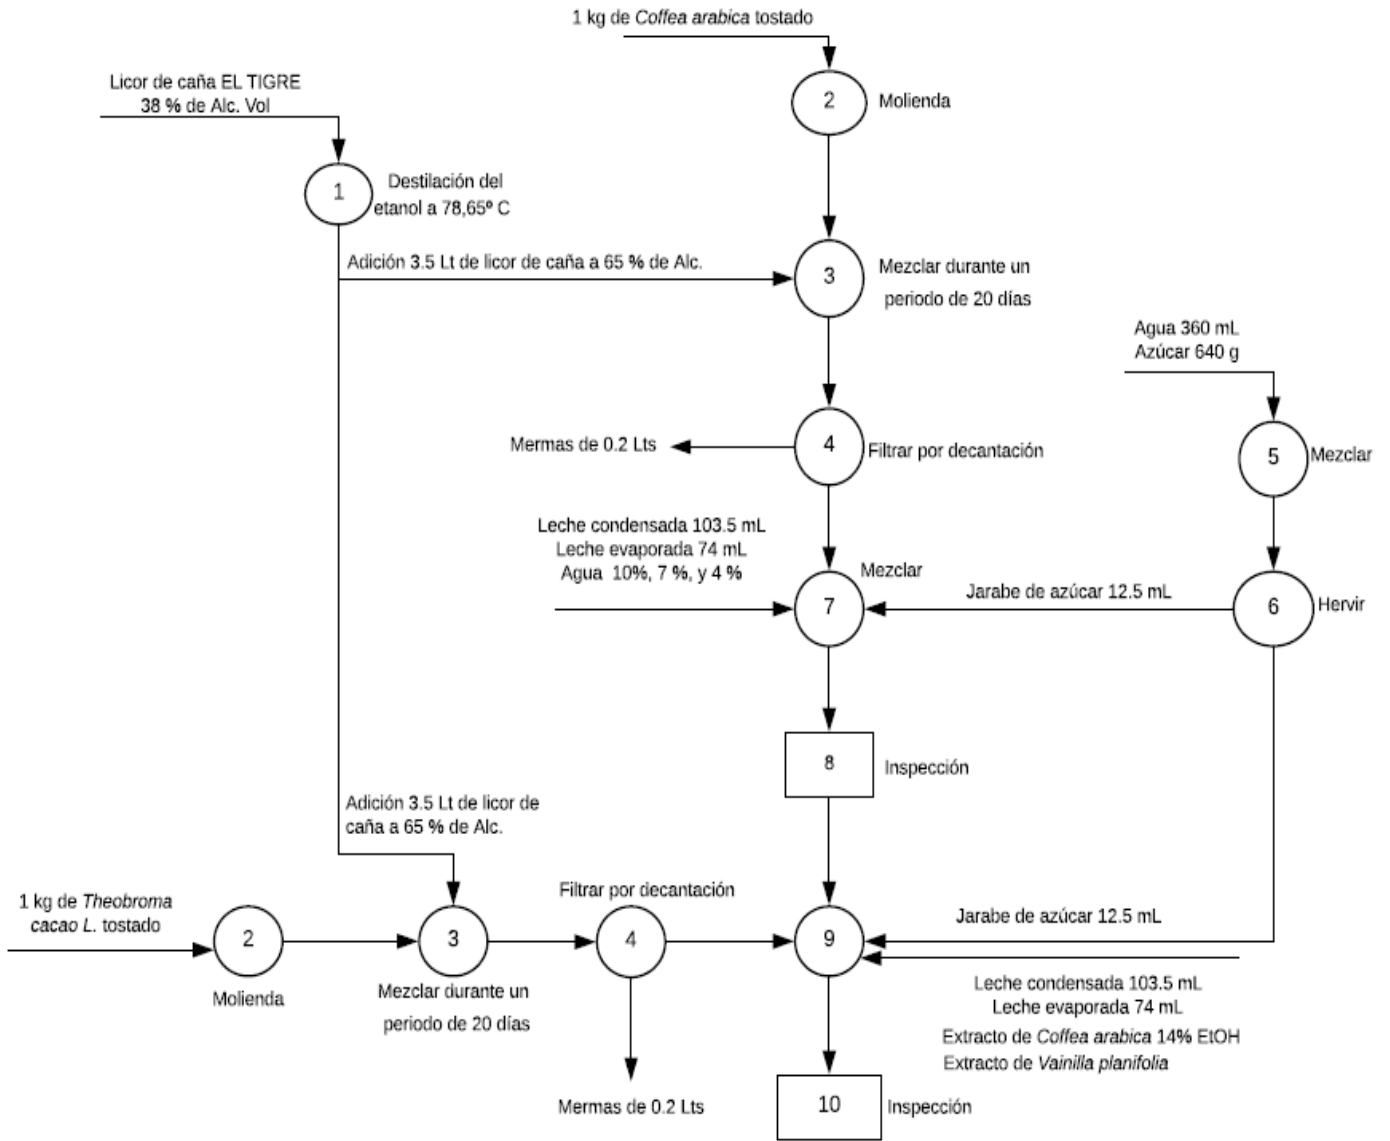 1 kg de Coffea arabica tostado
2
Molienda
Licor de caña EL TIGRE
38 % de Alc. Vol
1
Destilación del
etanol a 78,65º C
Adición 3.5 Lt de licor de caña a 65 % de Alc.
3
Mezclar durante un
periodo de 20 días
Agua 360 mL
Azúcar 640 g
Mermas de 0.2 Lts
4
Filtrar por decantación
5
Mezclar
Leche condensada 103.5 mL
Leche evaporada 74 mL
Agua 10%, 7 %, y 4 %
Mezclar
7
Jarabe de azúcar 12.5 mL
6
Hervir
8
Inspección
Adición 3.5 Lt de licor de
caña a 65 % de Alc.
1 kg de Theobroma
cacao L. tostado
2
Molienda
3
Mezclar durante un
periodo de 20 días
Filtrar por decantación
4
Mermas de 0.2 Lts
9
Jarabe de azúcar 12.5 mL
Leche condensada 103.5 mL
Leche evaporada 74 mL
Extracto de Coffea arabica 14% EtOH
Extracto de Vainilla planifolia
10
Inspección